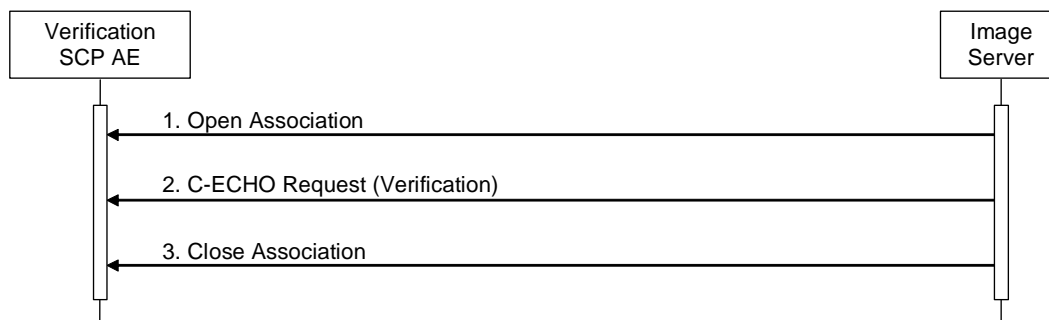 Verification
SCP AE
Image
Server
1. Open Association
2. C-ECHO Request (Verification)
3. Close Association